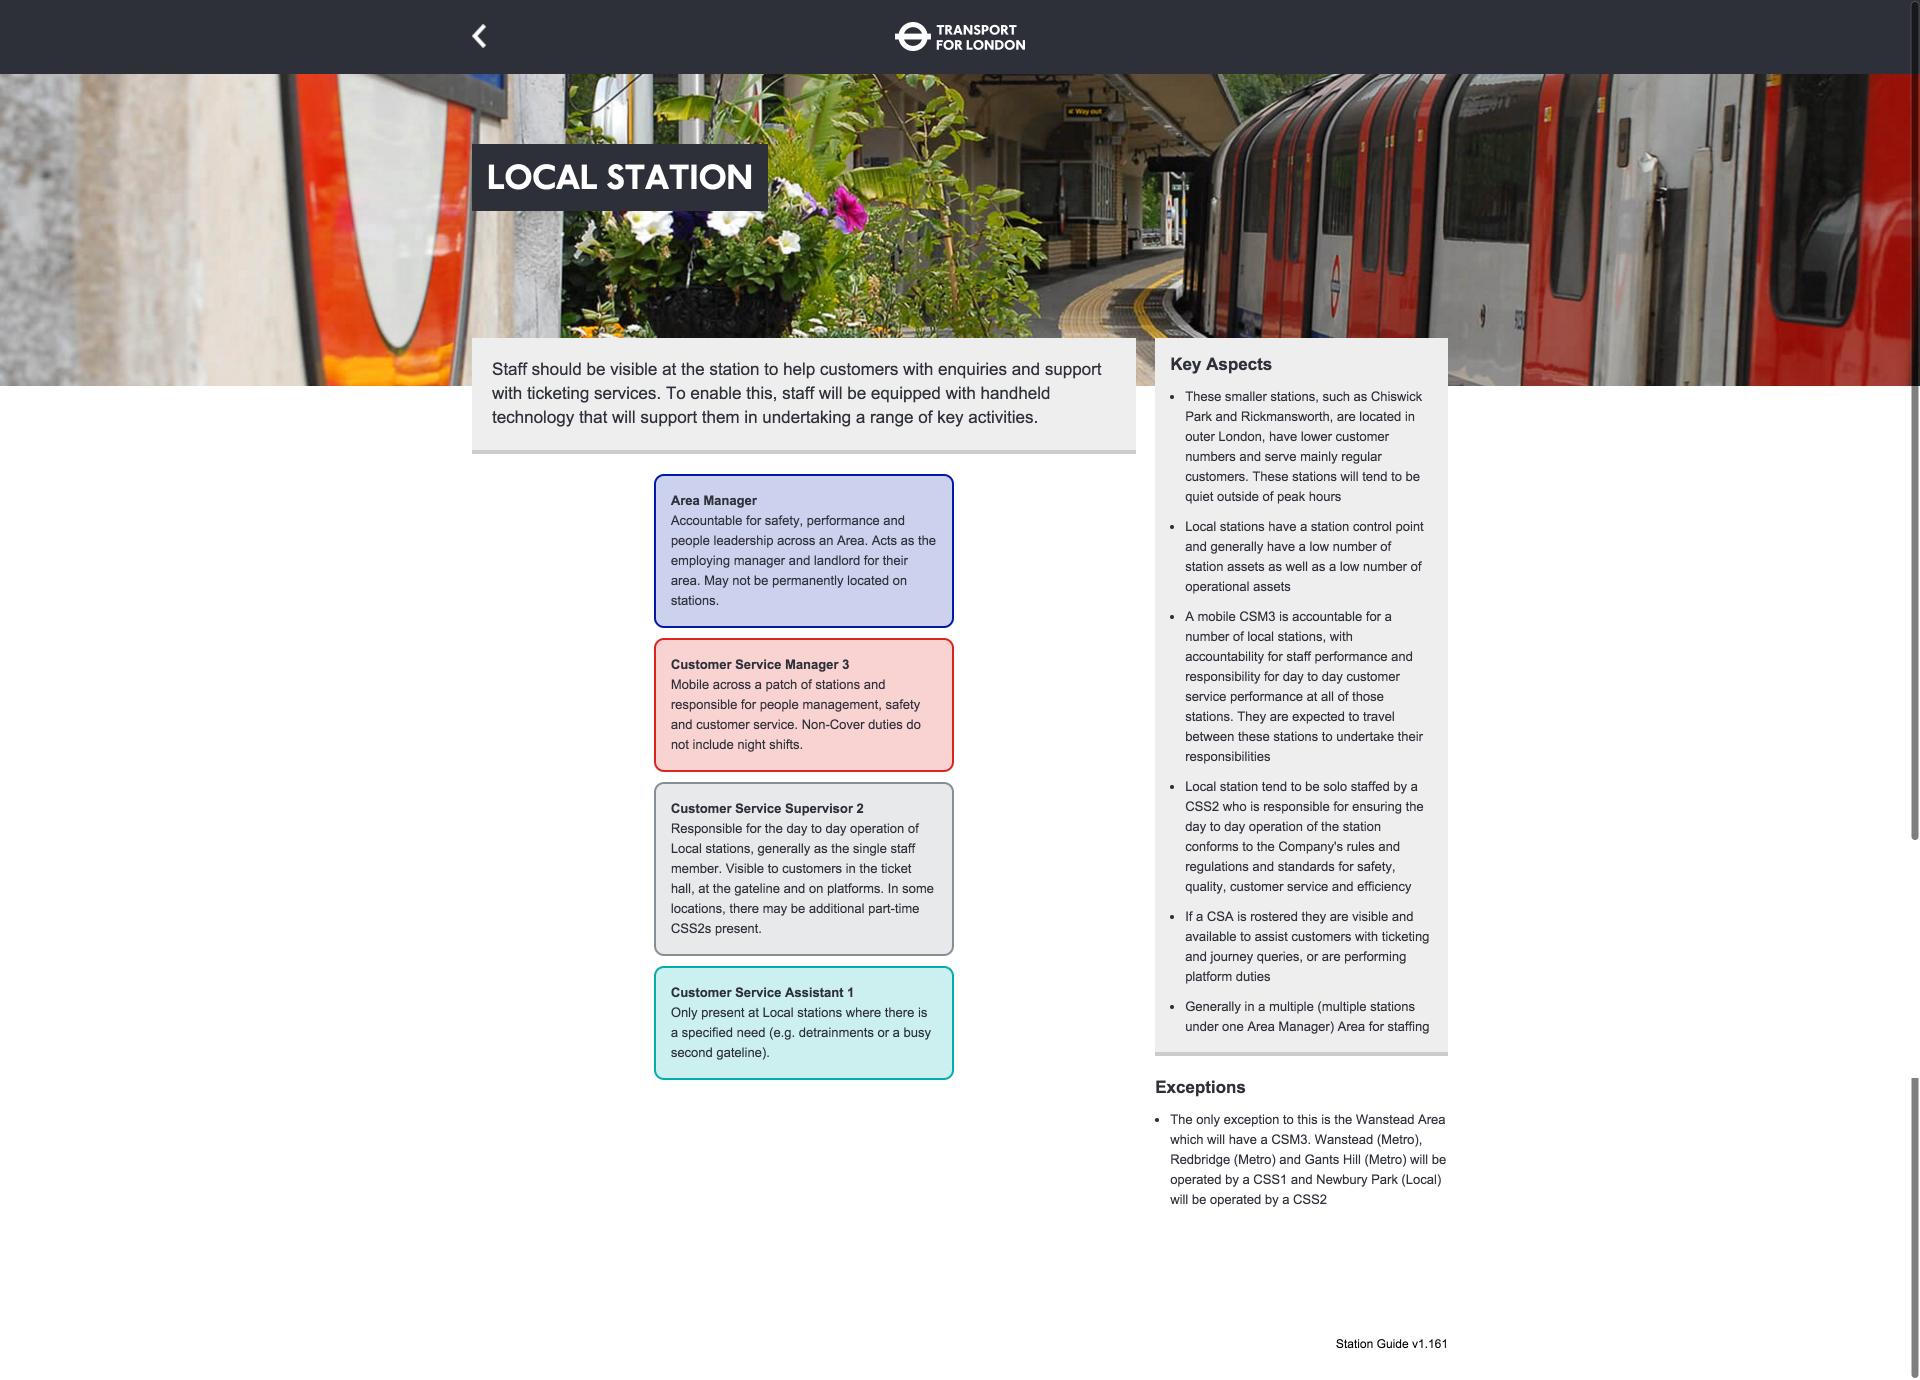 TRANSPORT
FOR LONDON
Way out
LOCAL STATION
Staff should be visible at the station to help customers with enquiries and support
with ticketing services. To enable this, staff will be equipped with handheld
technology that will support them in undertaking a range of key activities.
Area Manager
Accountable for safety, performance and
people leadership across an Area. Acts as the
employing manager and landlord for their
area. May not be permanently located on
stations.
Customer Service Manager 3
Mobile across a patch of stations and
responsible for people management, safety
and customer service. Non-Cover duties do
not include night shifts.
Customer Service Supervisor 2
Responsible for the day to day operation of
Local stations, generally as the single staff
member. Visible to customers in the ticket
hall, at the gateline and on platforms. In some
locations, there may be additional part-time
CSS2s present.
Customer Service Assistant 1
Only present at Local stations where there is
a specified need (e.g. detrainments or a busy
second gateline).
Key Aspects
• These smaller stations, such as Chiswick
Park and Rickmansworth, are located in
outer London, have lower customer
numbers and serve mainly regular
customers. These stations will tend to be
quiet outside of peak hours
• Local stations have a station control point
and generally have a low number of
station assets as well as a low number of
operational assets
• A mobile CSM3 is accountable for a
number of local stations, with
accountability for staff performance and
responsibility for day to day customer
service performance at all of those
stations. They are expected to travel
between these stations to undertake their
responsibilities
• Local station tend to be solo staffed by a
CSS2 who is responsible for ensuring the
day to day operation of the station
conforms to the Company's rules and
regulations and standards for safety,
quality, customer service and efficiency
• If a CSA is rostered they are visible and
available to assist customers with ticketing
and journey queries, or are performing
platform duties
• Generally in a multiple (multiple stations
under one Area Manager) Area for staffing
Exceptions
• The only exception to this is the Wanstead Area
which will have a CSM3. Wanstead (Metro),
Redbridge (Metro) and Gants Hill (Metro) will be
operated by a CSS1 and Newbury Park (Local)
will be operated by a CSS2
Station Guide v1.161